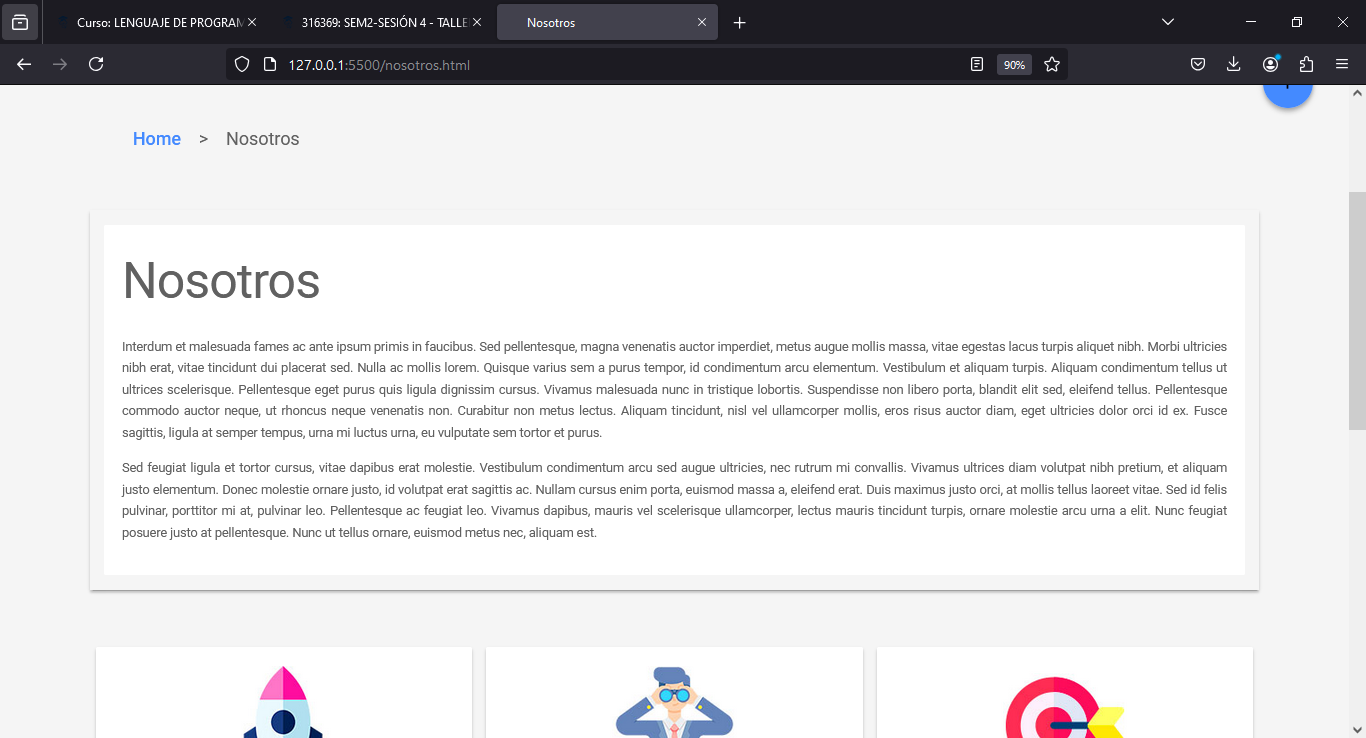 Curso: LENGUAJE DE PROGRAM
316369: SEM2-SESIÓN 4 - TALLE
Nosotros
127.0.0.1:5500/nosotros.html
90%
Home > Nosotros
Nosotros
Interdum et malesuada fames ac ante ipsum primis in faucibus. Sed pellentesque, magna venenatis auctor imperdiet, metus augue mollis massa, vitae egestas lacus turpis aliquet nibh. Morbi ultricies
nibh erat, vitae tincidunt dui placerat sed. Nulla ac mollis lorem. Quisque varius sem a purus tempor, id condimentum arcu elementum. Vestibulum et aliquam turpis. Aliquam condimentum tellus ut
ultrices scelerisque. Pellentesque eget purus quis ligula dignissim cursus. Vivamus malesuada nunc in tristique lobortis. Suspendisse non libero porta, blandit elit sed, eleifend tellus. Pellentesque
commodo auctor neque, ut rhoncus neque venenatis non. Curabitur non metus lectus. Aliquam tincidunt, nisl vel ullamcorper mollis, eros risus auctor diam, eget ultricies dolor orci id ex. Fusce
sagittis, ligula at semper tempus, urna mi luctus urna, eu vulputate sem tortor et purus.
Sed feugiat ligula et tortor cursus, vitae dapibus erat molestie. Vestibulum condimentum arcu sed augue ultricies, nec rutrum mi convallis. Vivamus ultrices diam volutpat nibh pretium, et aliquam
justo elementum. Donec molestie ornare justo, id volutpat erat sagittis ac. Nullam cursus enim porta, euismod massa a, eleifend erat. Duis maximus justo orci, at mollis tellus laoreet vitae. Sed id felis
pulvinar, porttitor mi at, pulvinar leo. Pellentesque ac feugiat leo. Vivamus dapibus, mauris vel scelerisque ullamcorper, lectus mauris tincidunt turpis, ornare molestie arcu urna a elit. Nunc feugiat
posuere justo at pellentesque. Nunc ut tellus ornare, euismod metus nec, aliquam est.